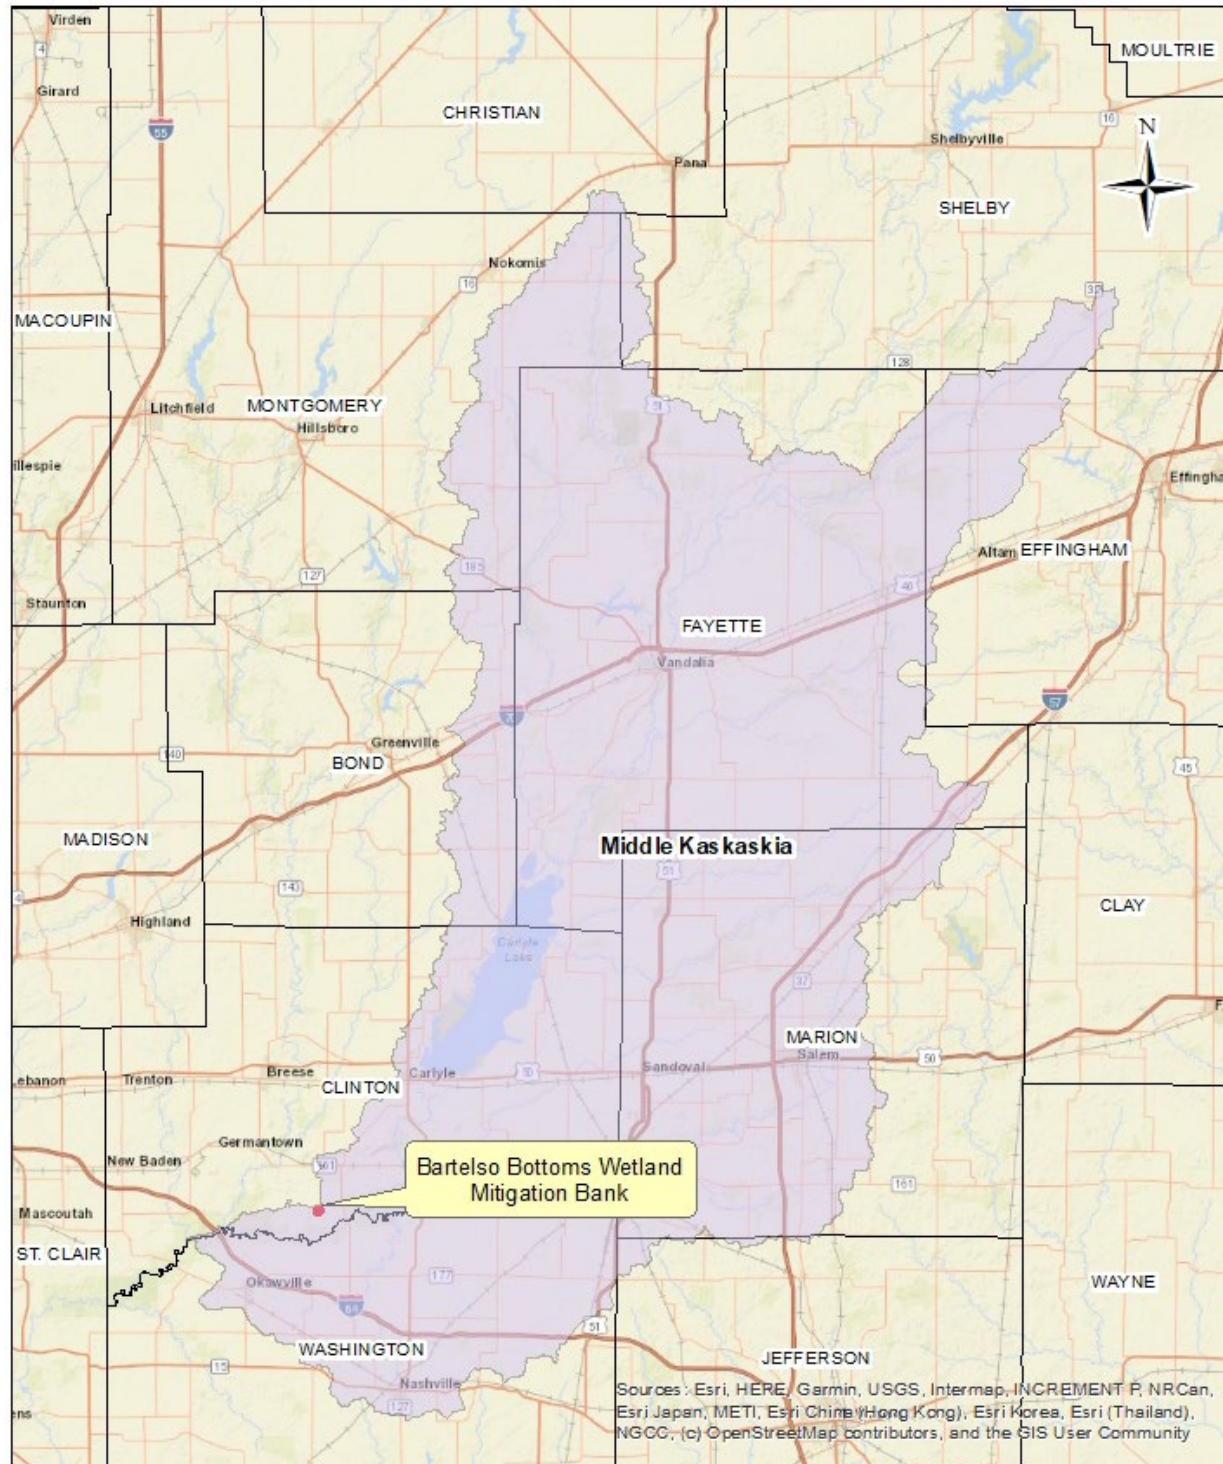 Virden
4
MOULTRIE
Girard
CHRISTIAN
16
55
N
Shelbyville
Pana
SHELBY
Nokomis
16
32
MACOUPIN
128
Litchfield
MONTGOMERY
51
Hillsboro
illespie
Effingha
Altam
EFFINGHAM
185
127
40
Staunton
FAYETTE
Vandalia
57
70
Greenville
140
BOND
45
MADISON
Middle Kaskaskia
51
143
4
CLAY
Highland
Carlyle
Lake
37
F
MARION
Salem
50
Sandoval
Breese
Carlyle
50
ebanon
Trenton
CLINTON
Germantown
New Baden
161
Bartelso Bottoms Wetland
Mitigation Bank
161
Mascoutah
ST. CLAIR
Okawville
177
WAYNE
64
51
WASHINGTON
15
JEFFERSON
Nashville
127
ens
Sources: Esri, HERE, Garmin, USGS, Intermap, INCREMENT P, NRCan,
Esri Japan, METI, Esri China (Hong Kong), Esri Korea, Esri (Thailand),
NGCC, (c) OpenStreetMap contributors, and the GIS User Community